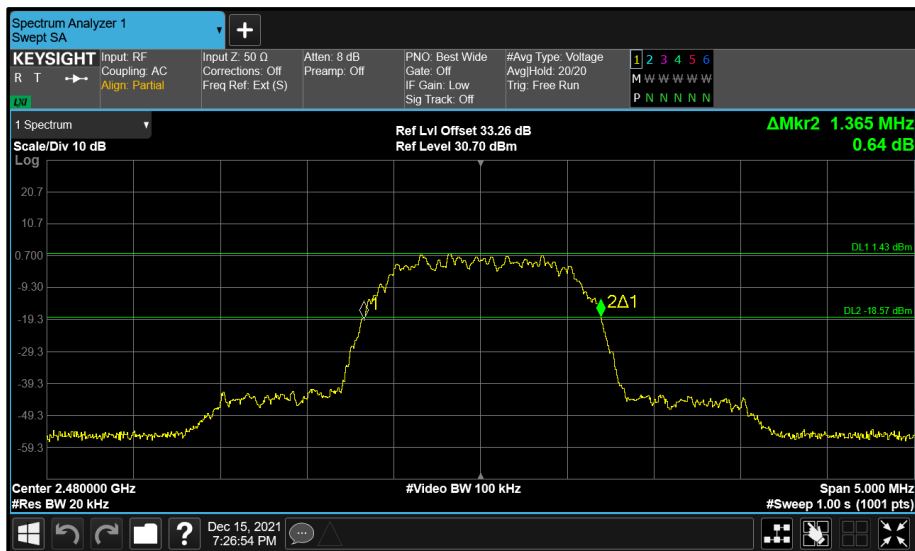 Spectrum Analyzer 1
Swept SA
+
KEYSIGHT
R T
LXI
Input: RF
Coupling: AC
Align: Partial
Input Z: 50 Ω
Corrections: Off
Freq Ref: Ext (S)
Atten: 8 dB
Preamp: Off
PNO: Best Wide
Gate: Off
IF Gain: Low
Sig Track: Off
#Avg Type: Voltage
Avg|Hold: 20/20
Trig: Free Run
1 2 3 4 5 6
M W W W W W
P N N N N N
1 Spectrum
Scale/Div 10 dB
Log
Ref Lvl Offset 33.26 dB
Ref Level 30.70 dBm
ΔMkr2 1.365 MHz
0.64 dB
20.7
10.7
0.700
DL1 1.43 dBm
-9.30
1
2Δ1
DL2 -18.57 dBm
-19.3
-29.3
-39.3
-49.3
-59.3
Center 2.480000 GHz
#Video BW 100 kHz
Span 5.000 MHz
#Res BW 20 kHz
#Sweep 1.00 s (1001 pts)
?
Dec 15, 2021
7:26:54 PM